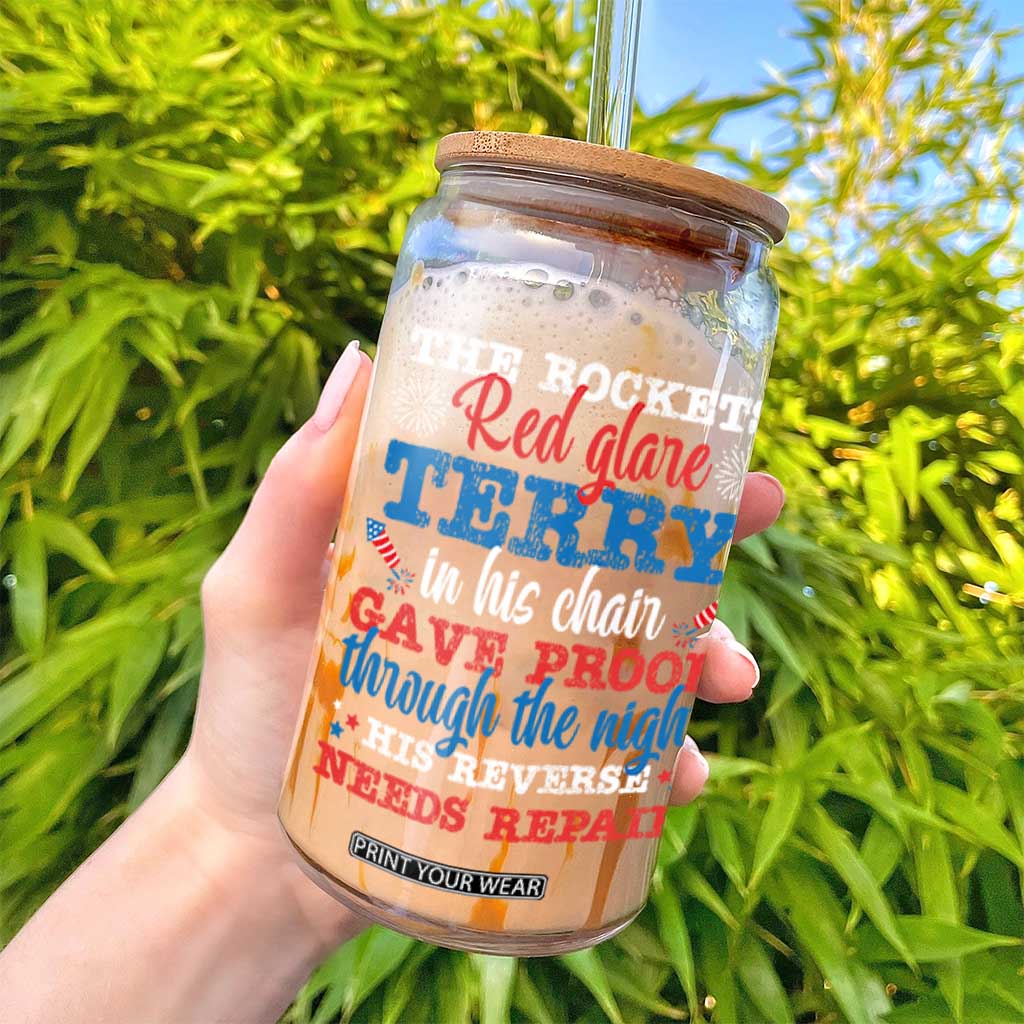 THE ROCKETS
Red glare
TERRY
in his chair
GAVE PROOF
through the night
HIS REVERSE
NEEDS REPAIR
PRINT YOUR WEAR